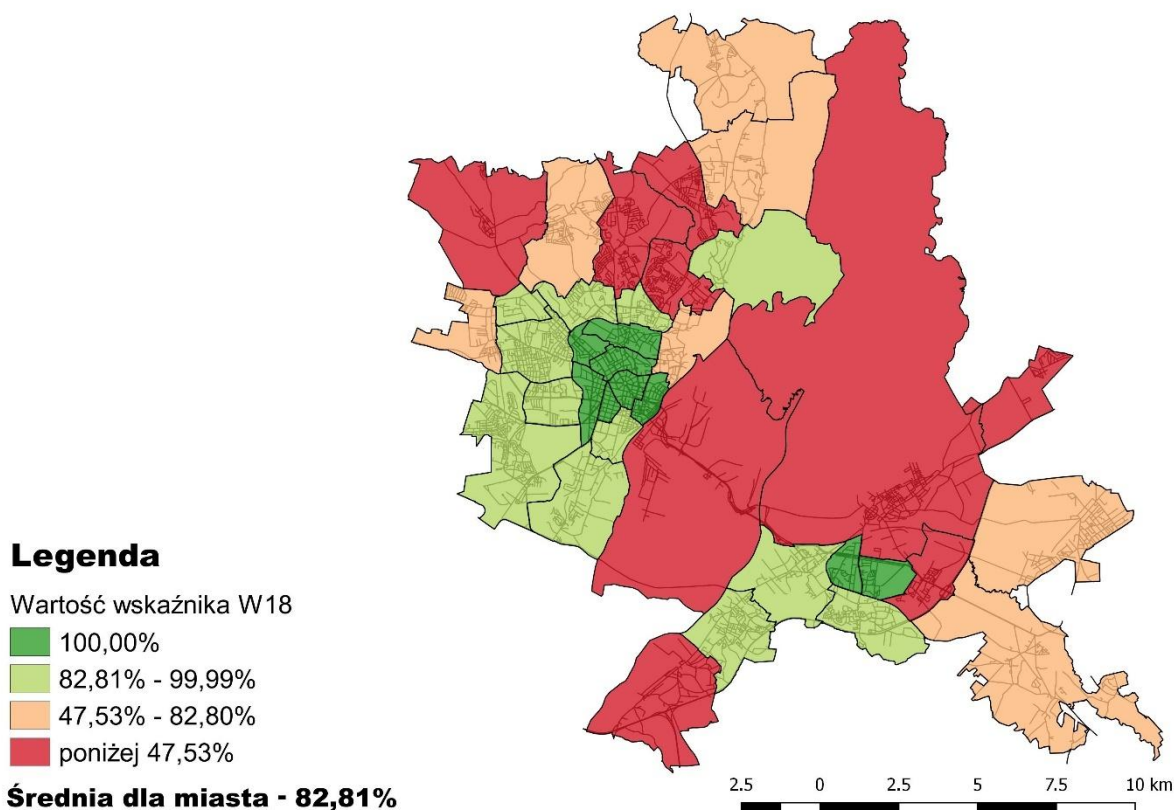 Legenda
Wartość wskaźnika W18
100,00%
82,81% - 99,99%
47,53% - 82,80%
poniżej 47,53%
Średnia dla miasta - 82,81%
2.5 0 2.5 5 7.5 10 km